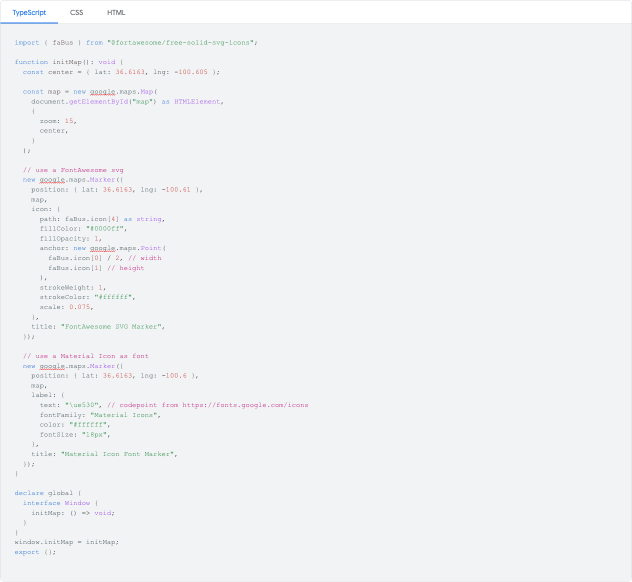 TypeScript CSS HTML
import { faBus } from "@fortawesome/free-solid-svg-icons";
function initMap(): void {
const center = { lat: 36.6163, lng: -100.605 };
const map = new google.maps.Map(
document.getElementById("map") as HTMLElement,
{
zoom: 15,
center,
}
);
// use a FontAwesome svg
new google.maps.Marker({
position: { lat: 36.6163, lng: -100.61 },
map,
icon: {
path: faBus.icon[4] as string,
fillColor: "#0000ff",
fillOpacity: 1,
anchor: new google.maps.Point(
faBus.icon[0] / 2, // width
faBus.icon[1] // height
),
strokeWeight: 1,
strokeColor: "#ffffff",
scale: 0.075,
},
title: "FontAwesome SVG Marker",
});
// use a Material Icon as font
new google.maps.Marker({
position: { lat: 36.6163, lng: -100.6 },
map,
label: {
text: "\ue530", // codepoint from https://fonts.google.com/icons
fontFamily: "Material Icons",
color: "#ffffff",
fontSize: "18px",
},
title: "Material Icon Font Marker",
});
}
declare global {
interface Window {
initMap: () => void;
}
}
window.initMap = initMap;
export {};